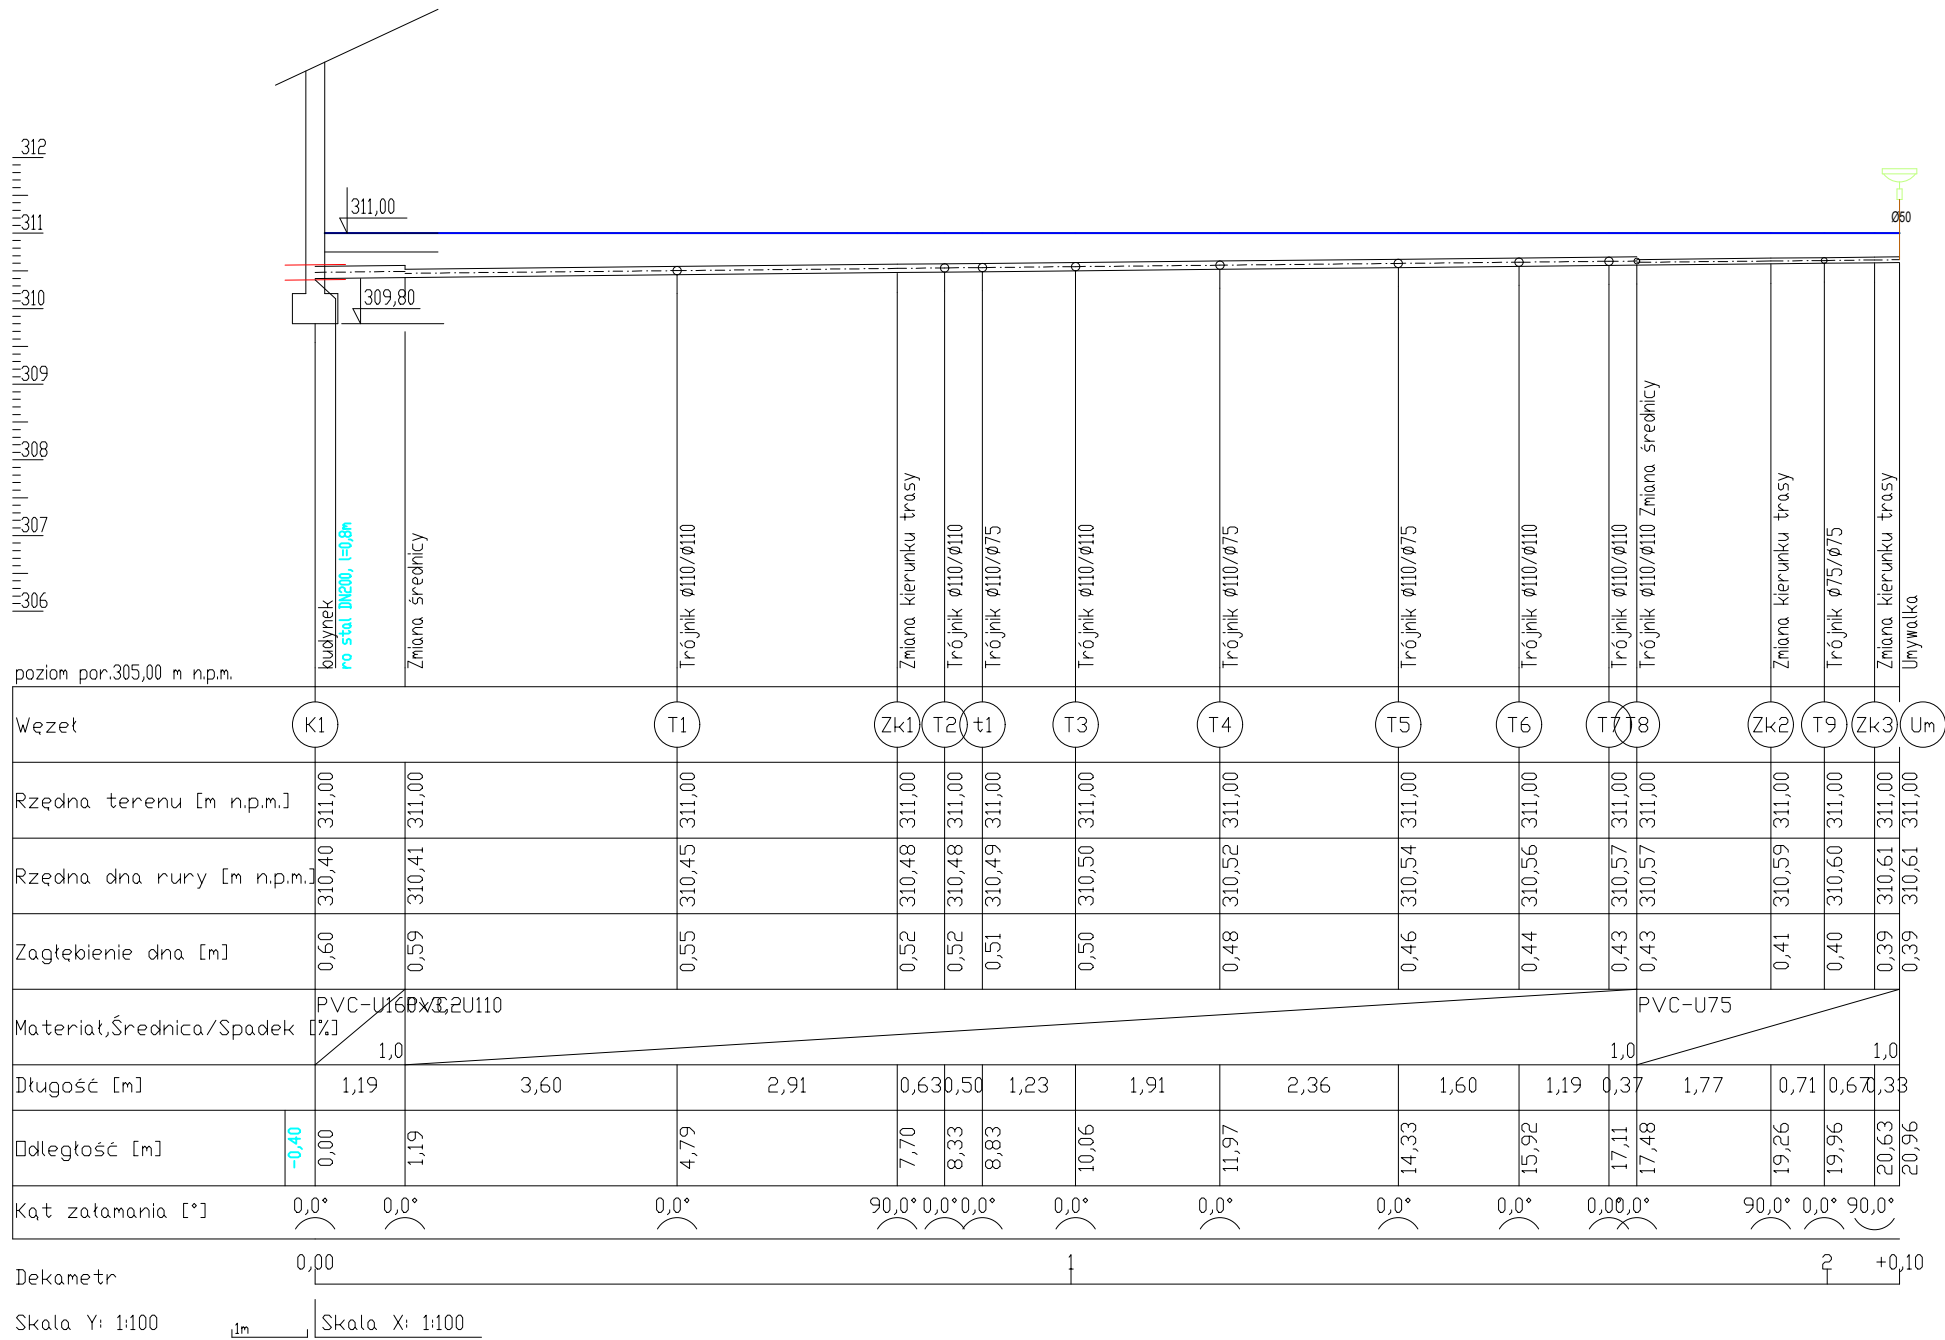 312
311
310
309
308
307
306
311,00
309,80
Ø50
poziom por.305,00 m n.p.m.
budynek
ro stal DN200, l=0,8m
Zmiana średnicy
Trójnik ø110/ø110
Zmiana kierunku trasy
Trójnik ø110/ø110
Trójnik ø110/ø75
Trójnik ø110/ø110
Trójnik ø110/ø75
Trójnik ø110/ø75
Trójnik ø110/ø110
Trójnik ø110/ø110
Trójnik ø110/ø110 Zmiana średnicy
Zmiana kierunku trasy
Trójnik ø75/ø75
Zmiana kierunku trasy
Umywalka
Węzeł K1 T1 Zk1 T2 t1 T3 T4 T5 T6 T7 T8 Zk2 T9 Zk3 Um
Rzędna terenu [m n.p.m.] 311,00 311,00 311,00 311,00 311,00 311,00 311,00 311,00 311,00 311,00 311,00 311,00 311,00 311,00 311,00 311,00
Rzędna dna rury [m n.p.m.] 310,40 310,41 310,45 310,48 310,48 310,49 310,50 310,52 310,54 310,56 310,57 310,57 310,59 310,60 310,61 310,61
Zagłębienie dna [m] 0,60 0,59 0,55 0,52 0,52 0,51 0,50 0,48 0,46 0,44 0,43 0,43 0,41 0,40 0,39 0,39
Materiał,Średnica/Spadek [%] PVC-U160x3,2 PVC-U110 PVC-U75
1,0 1,0 1,0
Długość [m] 1,19 3,60 2,91 0,63 0,50 1,23 1,91 2,36 1,60 1,19 0,37 1,77 0,71 0,67 0,33
Odległość [m] -0,40 0,00 1,19 4,79 7,70 8,33 8,83 10,06 11,97 14,33 15,92 17,11 17,48 19,26 19,96 20,63 20,96
Kąt załamania [°] 0,0° 0,0° 0,0° 90,0° 0,0° 0,0° 0,0° 0,0° 0,0° 0,0° 0,0° 0,0° 90,0° 0,0° 90,0°
Dekametr 0,00 1 2 +0,10
Skala Y: 1:100 1m Skala X: 1:100